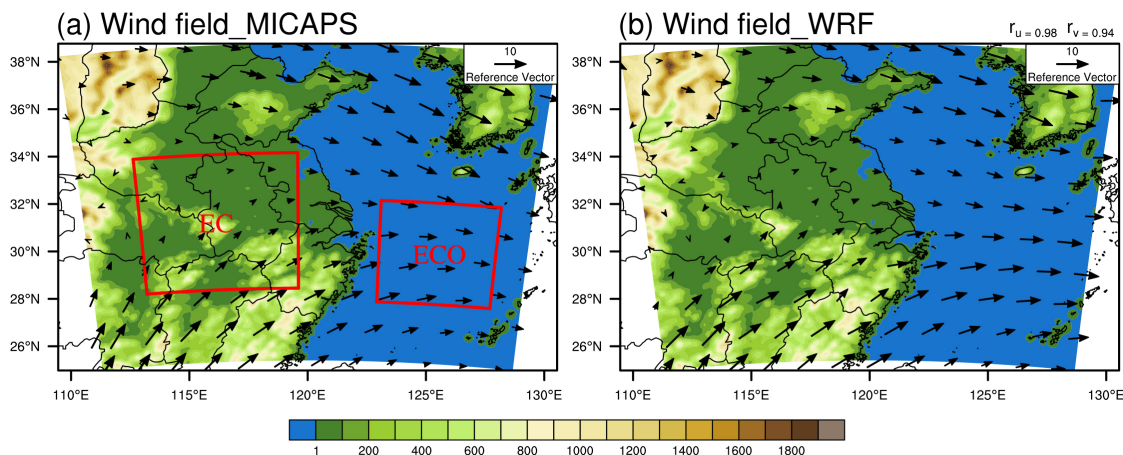 (a) Wind field_MICAPS
(b) Wind field_WRF
r u = 0.98 r v = 0.94
10
Reference Vector
10
Reference Vector
38°N
36°N
34°N
32°N
30°N
28°N
26°N
EC
ECO
38°N
36°N
34°N
32°N
30°N
28°N
26°N
110°E 115°E 120°E 125°E 130°E
110°E 115°E 120°E 125°E 130°E
1 200 400 600 800 1000 1200 1400 1600 1800